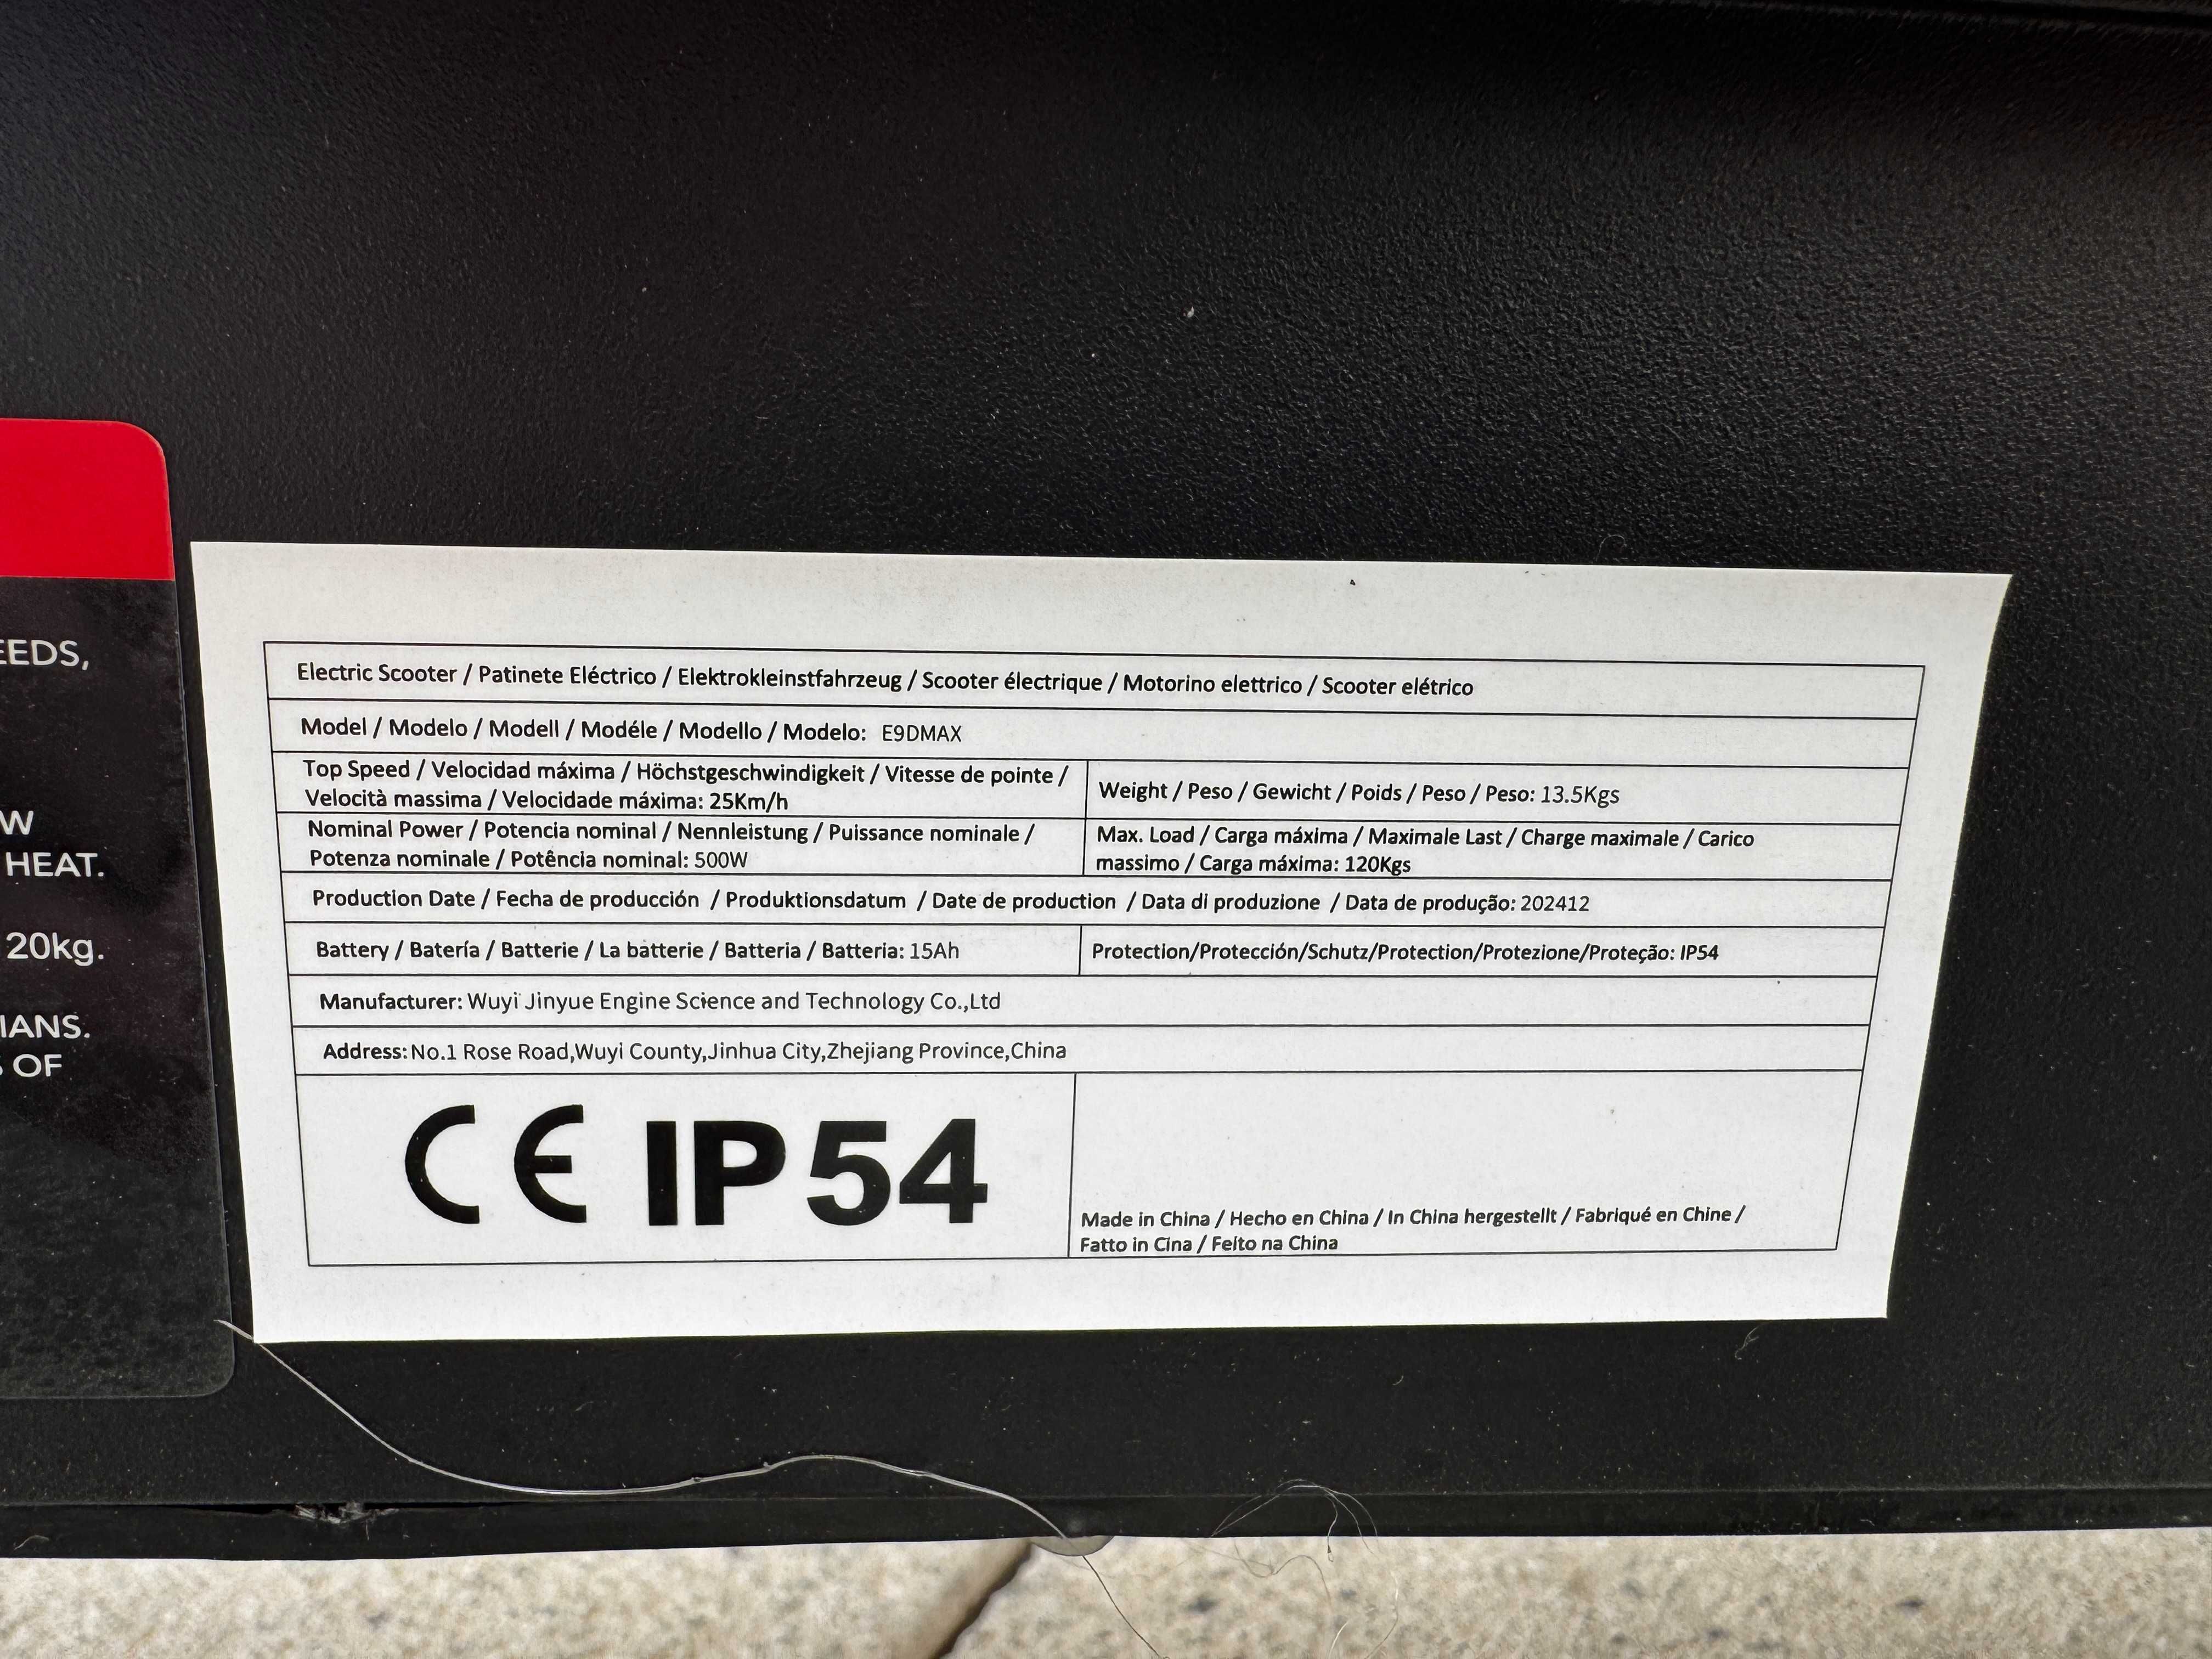 EEDS,
W
HEAT.
20kg.
IANS.
OF
Electric Scooter / Patinete Eléctrico / Elektrokleinstfahrzeug / Scooter électrique / Motorino elettrico / Scooter elétrico
Model / Modelo / Modell / Modéle / Modello / Modelo: E9DMAX
Top Speed / Velocidad máxima / Höchstgeschwindigkeit / Vitesse de pointe /
Velocità massima / Velocidade máxima: 25Km/h
Weight / Peso / Gewicht / Poids / Peso / Peso: 13.5Kgs
Nominal Power / Potencia nominal / Nennleistung / Puissance nominale /
Potenza nominale / Potência nominal: 500W
Max. Load / Carga máxima / Maximale Last / Charge maximale / Carico
massimo / Carga máxima: 120Kgs
Production Date / Fecha de producción / Produktionsdatum / Date de production / Data di produzione / Data de produção: 202412
Battery / Batería / Batterie / La batterie / Batteria / Batteria: 15Ah
Protection/Protección/Schutz/Protection/Protezione/Proteção: IP54
Manufacturer: Wuyi Jinyue Engine Science and Technology Co.,Ltd
Address: No.1 Rose Road,Wuyi County,Jinhua City,Zhejiang Province,China
CE IP54
Made in China / Hecho en China / In China hergestellt / Fabriqué en Chine /
Fatto in Cina / Feito na China